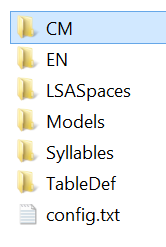 CM
EN
LSASpaces
Models
Syllables
TableDef
config.txt